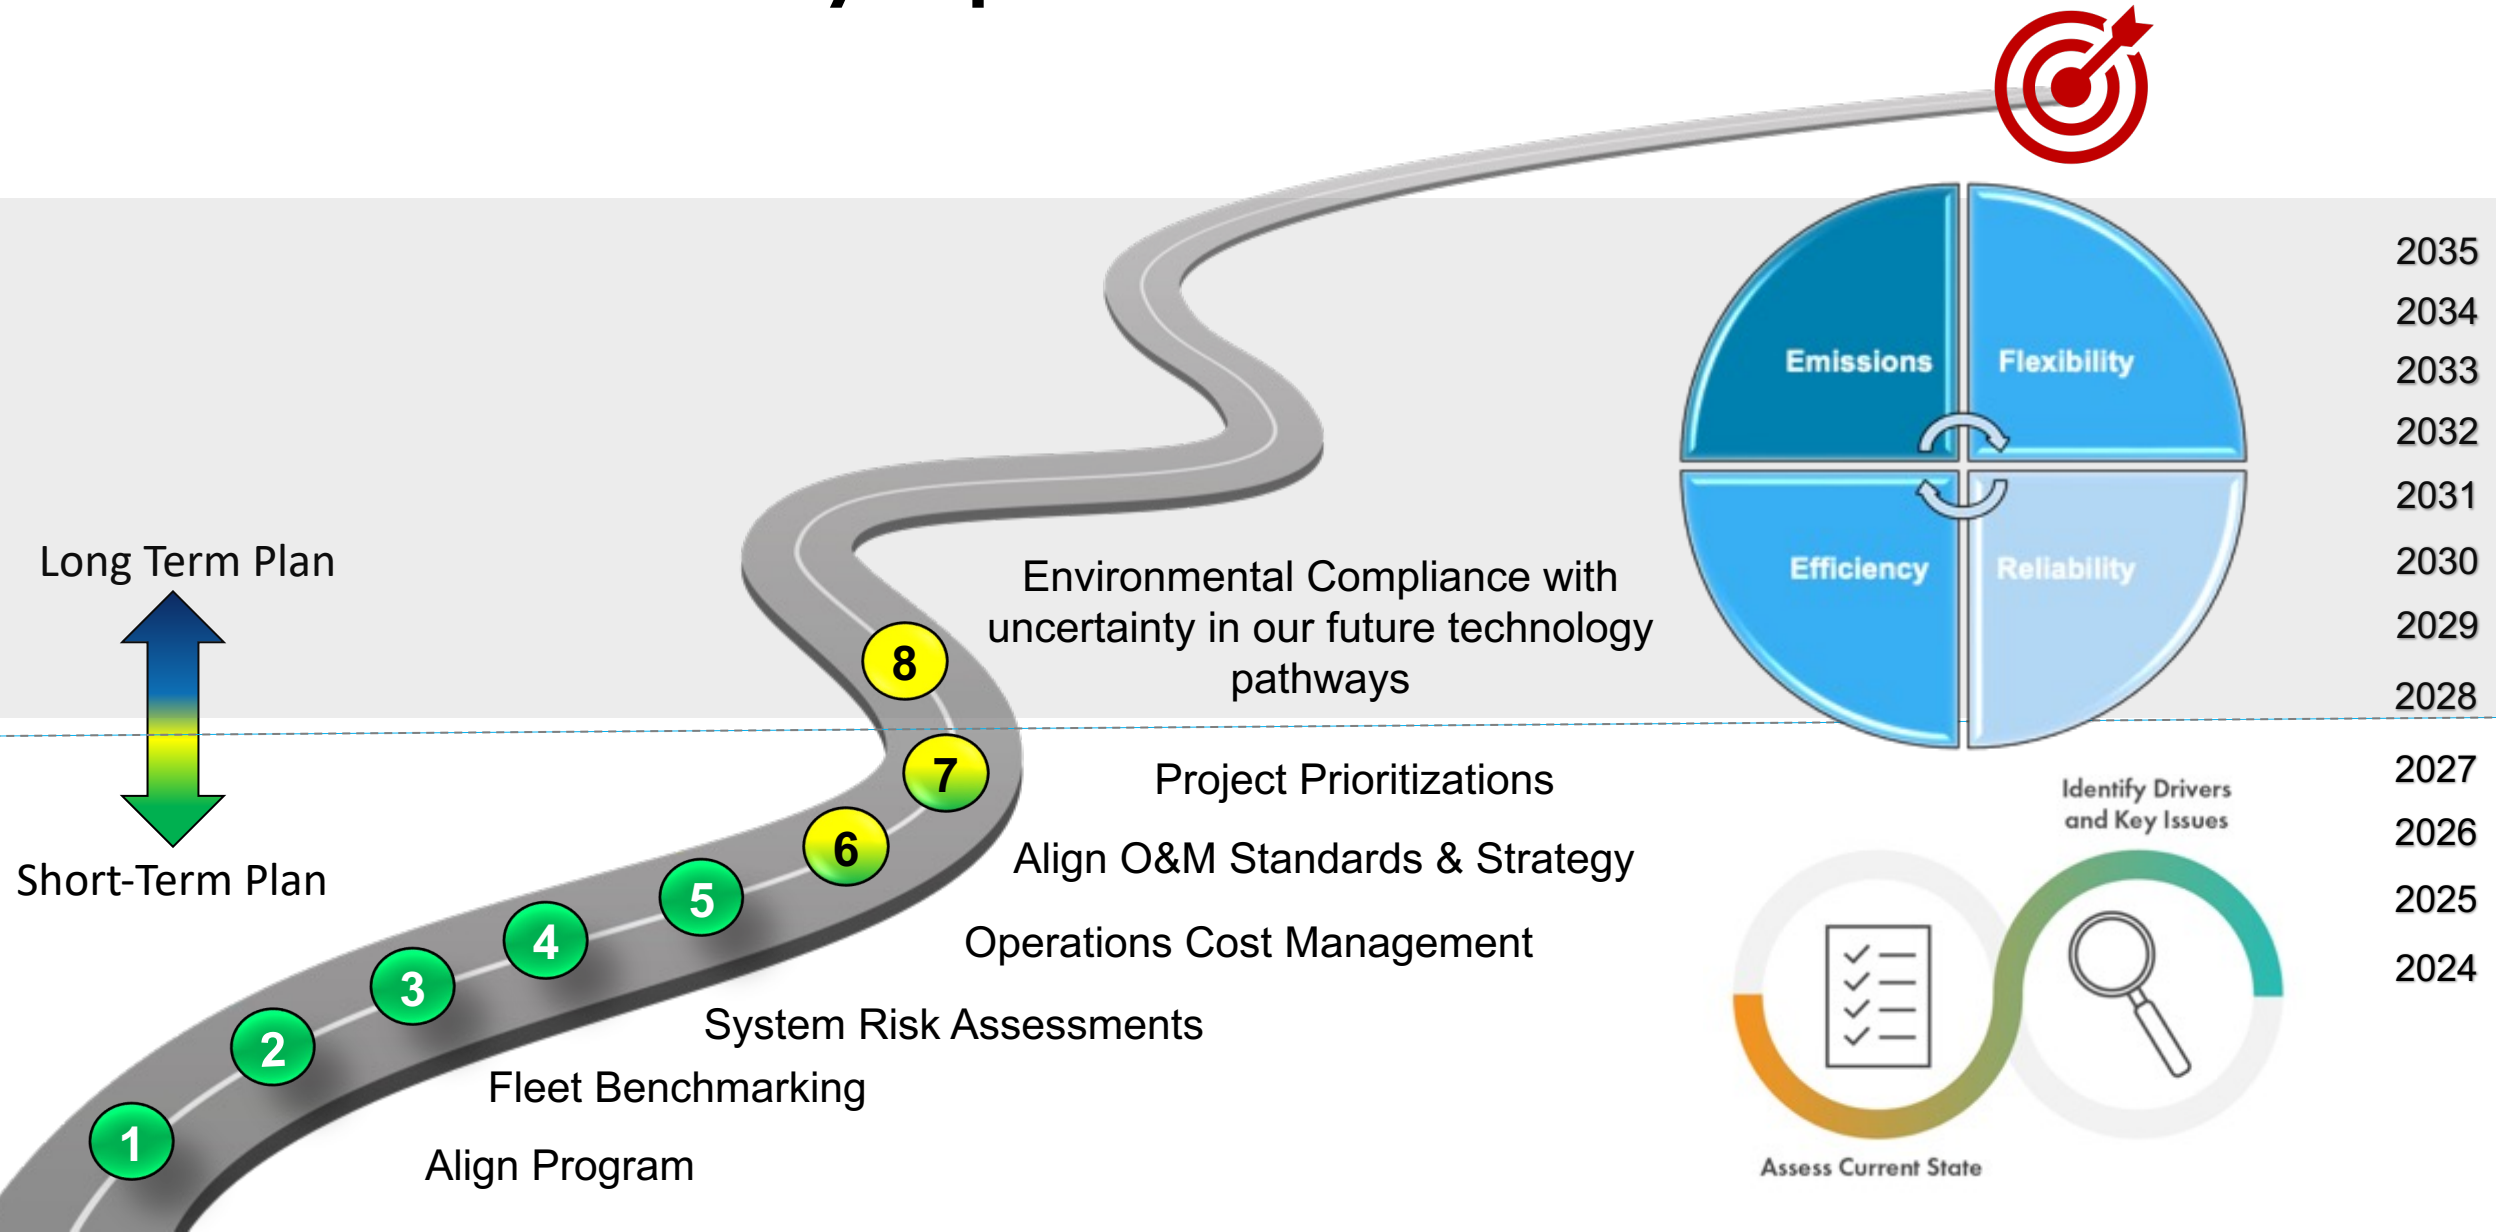 2035
2034
Emissions
Flexibility
2033
2032
2031
Long Term Plan
Environmental Compliance with
uncertainty in our future technology
pathways
Efficiency
Reliability
2030
2029
8
2028
7
Project Prioritizations
2027
Identify Drivers
and Key Issues
6
Align O&M Standards & Strategy
2026
Short-Term Plan
5
2025
4
Operations Cost Management
2024
3
System Risk Assessments
2
Fleet Benchmarking
1
Align Program
Assess Current State